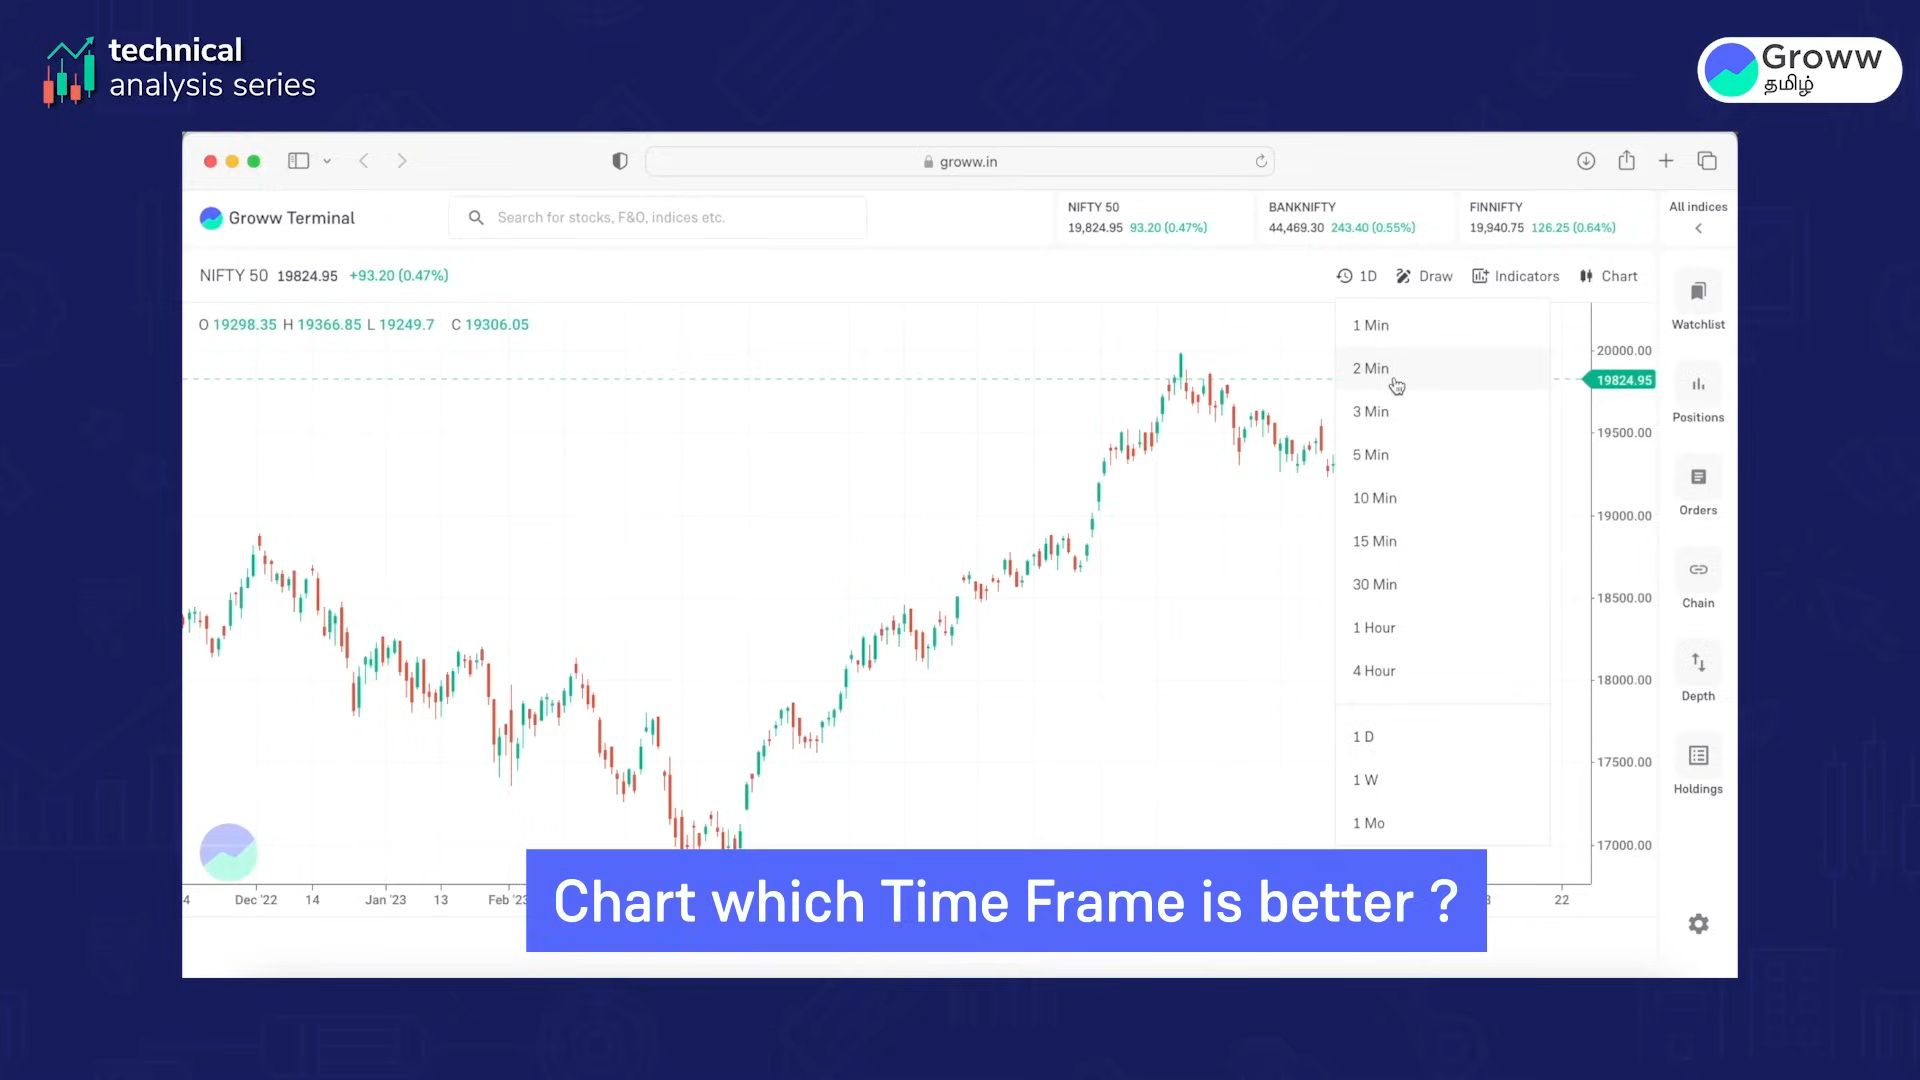 technical
analysis series
Groww
தமிழ்
groww.in
Groww Terminal
Search for stocks, F&O, indices etc.
NIFTY 50
19,824.95 93.20 (0.47%)
BANKNIFTY
44,469.30 243.40 (0.55%)
FINNIFTY
19,940.75 126.25 (0.64%)
All indices
NIFTY 50 19824.95 +93.20 (0.47%)
1D Draw Indicators Chart
O 19298.35 H 19366.85 L 19249.7 C 19306.05
1 Min
2 Min
3 Min
5 Min
10 Min
15 Min
30 Min
1 Hour
4 Hour
1 D
1 W
1 Mo
20000.00
19824.95
19500.00
19000.00
18500.00
18000.00
17500.00
17000.00
Watchlist
Positions
Orders
Chain
Depth
Holdings
4 Dec '22 14 Jan '23 13 Feb '23 22
Chart which Time Frame is better ?